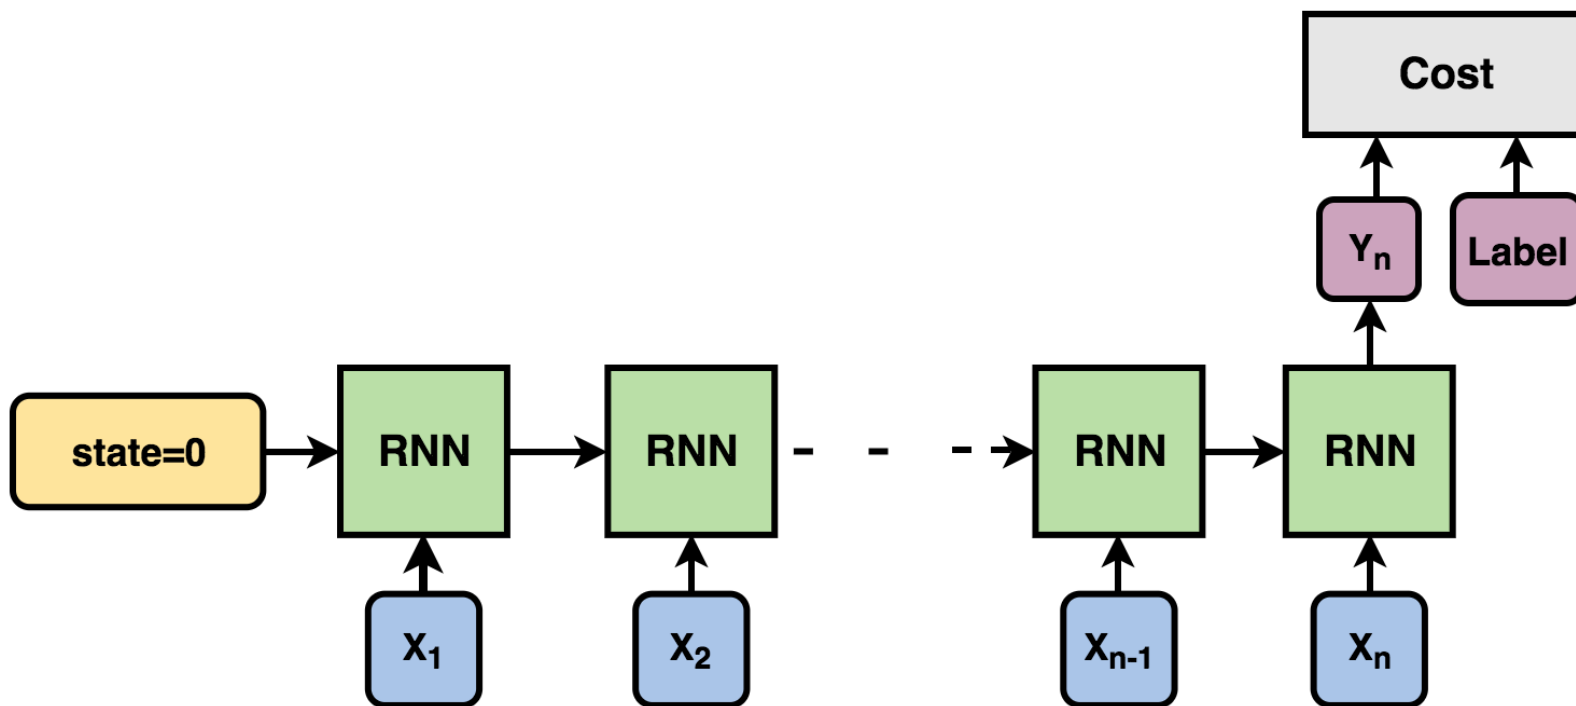 Cost
Yₙ
Label
state=0
RNN
RNN
RNN
RNN
X₁
X₂
Xₙ₋₁
Xₙ